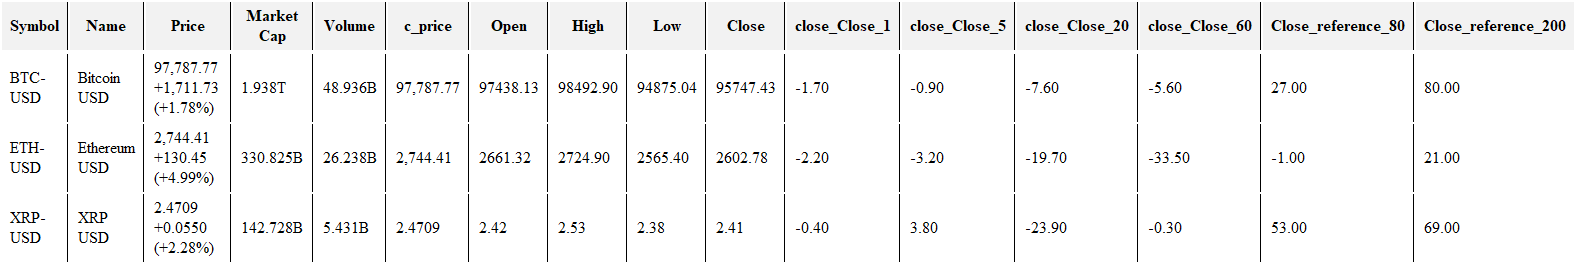 Symbol Name Price Market Cap Volume c_price Open High Low Close close_Close_1 close_Close_5 close_Close_20 close_Close_60 Close_reference_80 Close_reference_200
BTC-USD Bitcoin USD 97,787.77 +1,711.73 (+1.78%) 1.938T 48.936B 97,787.77 97438.13 98492.90 94875.04 95747.43 -1.70 -0.90 -7.60 -5.60 27.00 80.00
ETH-USD Ethereum USD 2,744.41 +130.45 (+4.99%) 330.825B 26.238B 2,744.41 2661.32 2724.90 2565.40 2602.78 -2.20 -3.20 -19.70 -33.50 -1.00 21.00
XRP-USD XRP USD 2.4709 +0.0550 (+2.28%) 142.728B 5.431B 2.4709 2.42 2.53 2.38 2.41 -0.40 3.80 -23.90 -0.30 53.00 69.00